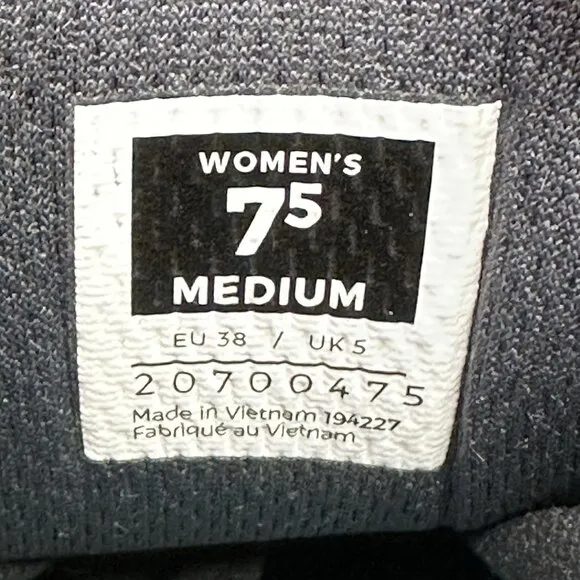 WOMEN'S
7⁵
MEDIUM
EU 38 / UK 5
20700475
Made in Vietnam 194227
Fabriqué au Vietnam